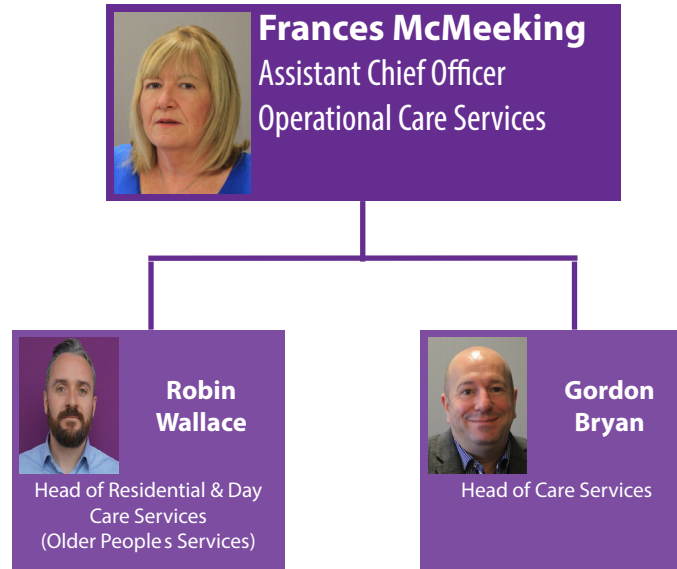 Frances McMeeking
Assistant Chief Officer
Operational Care Services
Robin
Wallace
Head of Residential & Day
Care Services
(Older Peoples Services)
Gordon
Bryan
Head of Care Services